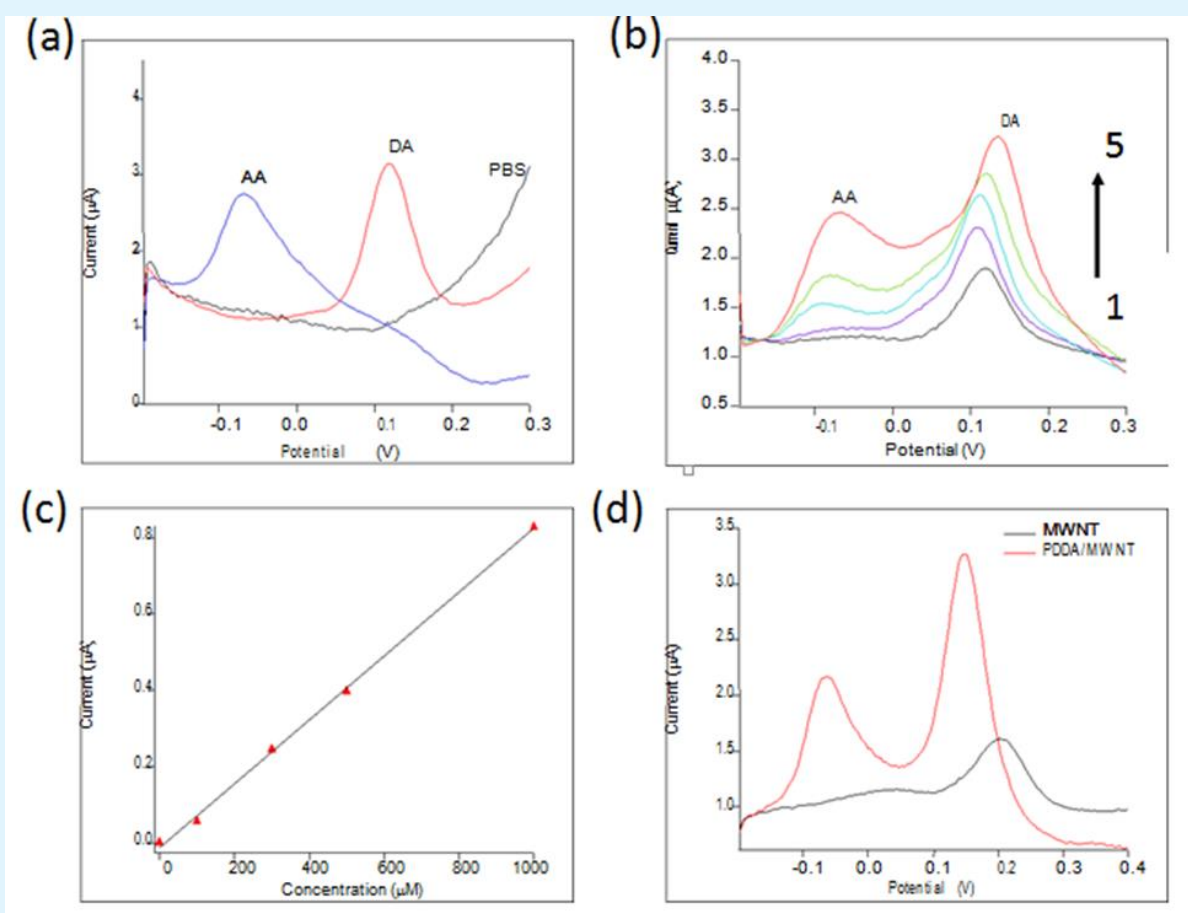 (a)
4
3
2
1
0
AA
DA
PBS
Current (μA)
-0.1 0.0 0.1 0.2 0.3
Potential (V)
(b)
4.0
3.5
3.0
2.5
2.0
1.5
1.0
0.5
AA
DA
5
1
μ(A)
-0.1 0.0 0.1 0.2 0.3
Potential (V)
(c)
0.8
0.6
0.4
0.2
0.0
Current (μA)
0 200 400 600 800 1000
Concentration (μM)
(d)
3.5
3.0
2.5
2.0
1.5
1.0
MWNT
PDDA/MWNT
Current (μA)
-0.1 0.0 0.1 0.2 0.3 0.4
Potential (V)